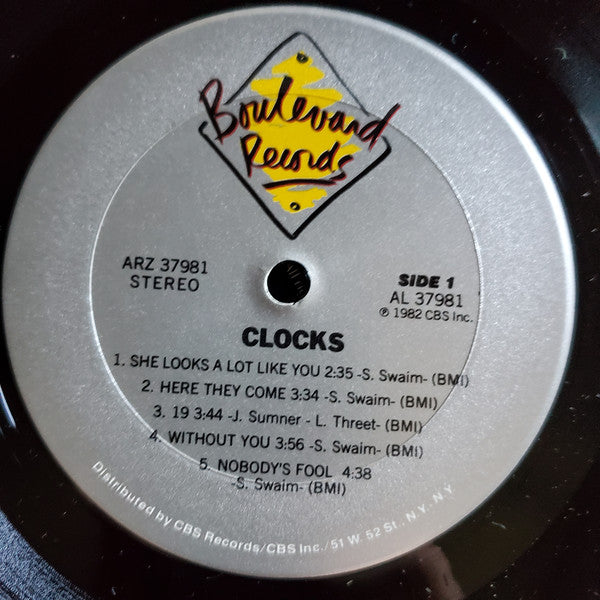 Boulevard
Records
ARZ 37981
STEREO
SIDE 1
AL 37981
℗ 1982 CBS Inc.
CLOCKS
1. SHE LOOKS A LOT LIKE YOU 2:35 -S. Swaim- (BMI)
2. HERE THEY COME 3:34 -S. Swaim- (BMI)
3. 19 3:44 -J. Sumner - L. Threet- (BMI)
4. WITHOUT YOU 3:56 -S. Swaim- (BMI)
5. NOBODY'S FOOL 4:38
-S. Swaim- (BMI)
Distributed by CBS Records/CBS Inc./51 W. 52 St., N.Y. N.Y.